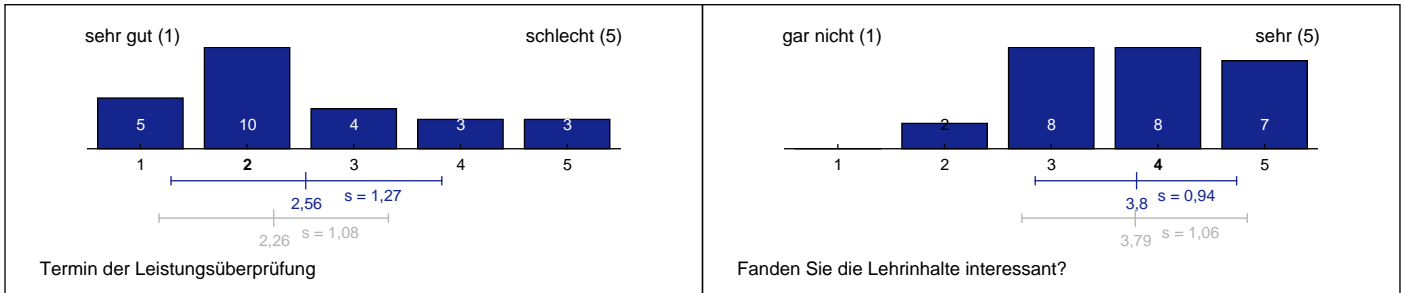 sehr gut (1) schlecht (5)
5 10 4 3 3
1 2 3 4 5
s = 1,27
2,56
s = 1,08
2,26
Termin der Leistungsüberprüfung
gar nicht (1) sehr (5)
2 8 8 7
1 2 3 4 5
s = 0,94
3,8
s = 1,06
3,79
Fanden Sie die Lehrinhalte interessant?